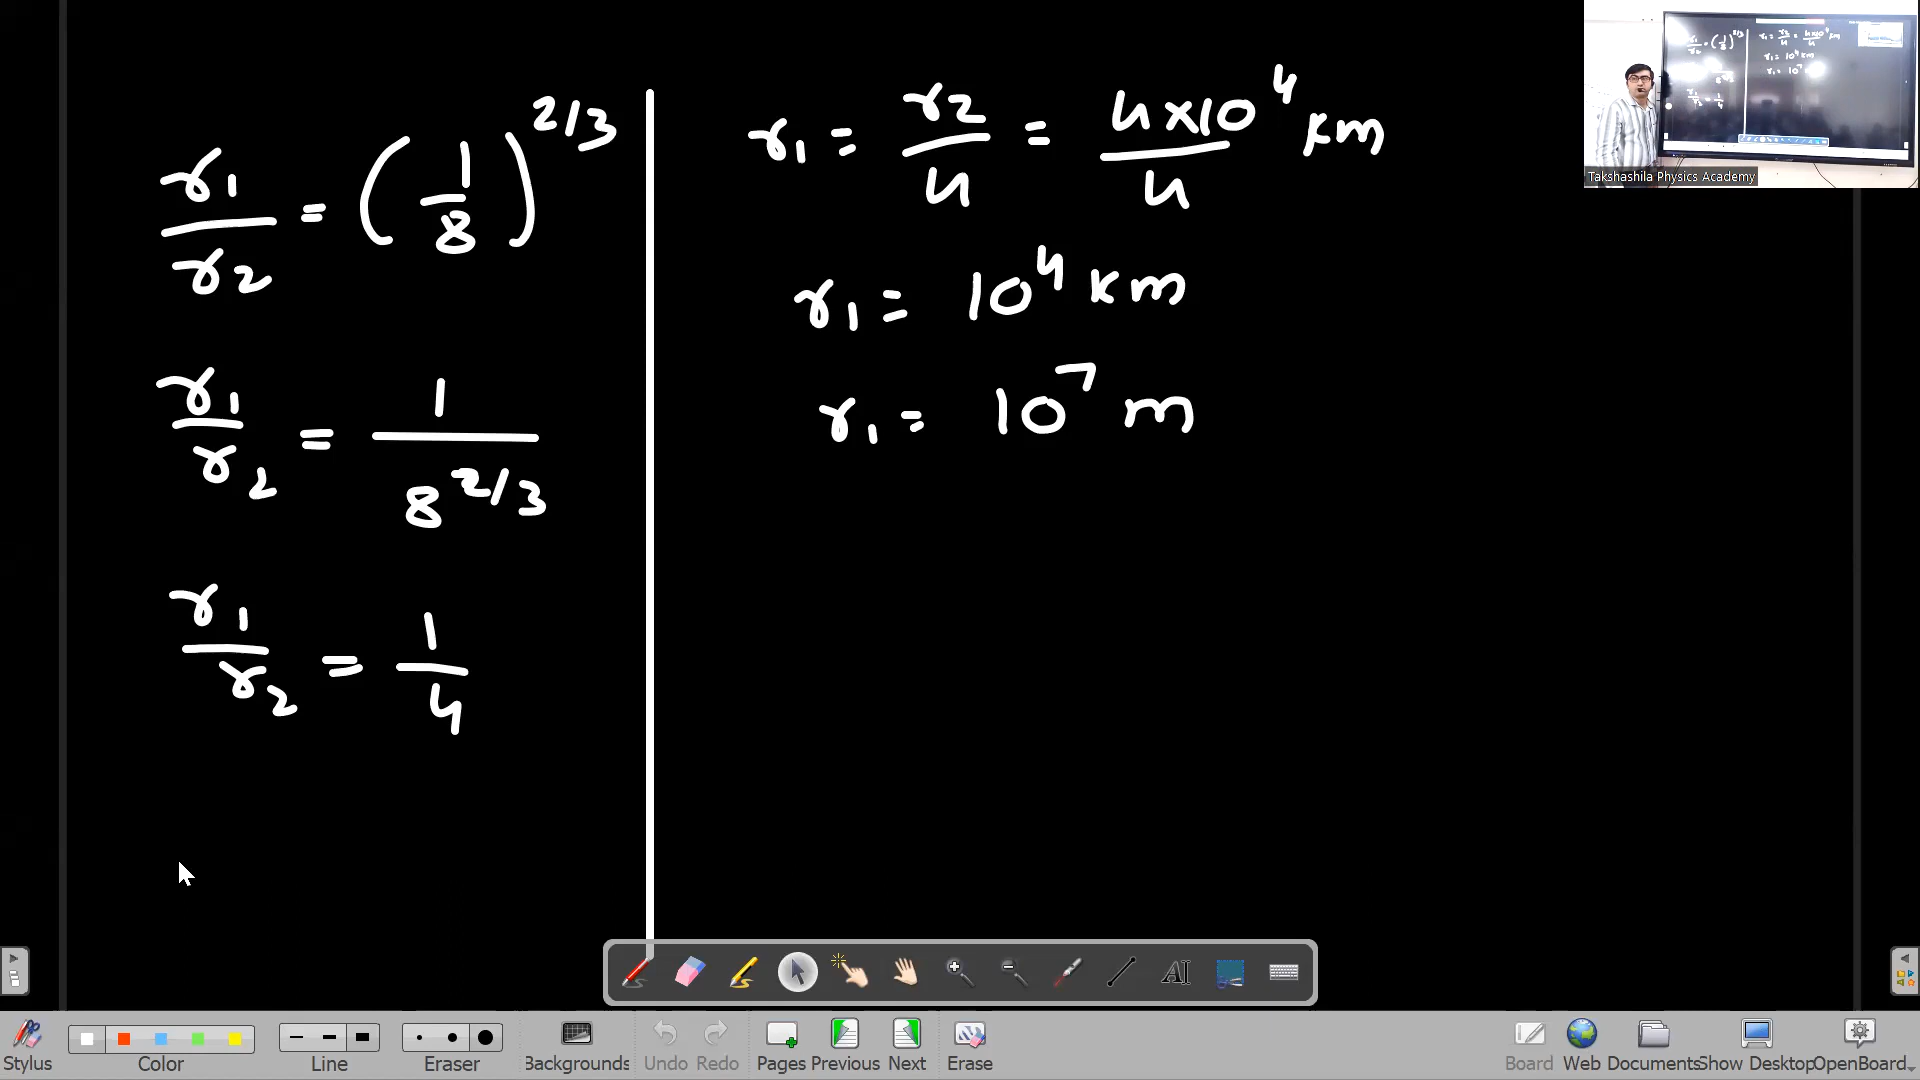 r1/r2 = (1/8)^2/3
r1/r2 = 1/8^2/3
r1/r2 = 1/4
r1 = r2/4 = 4×10^4/4 km
r1 = 10^4 km
r1 = 10^7 m
Takshashila Physics Academy
Stylus
Color
Line
Eraser
Backgrounds
Undo
Redo
Pages
Previous
Next
Erase
Board
Web
Documents
Show Desktop
OpenBoard